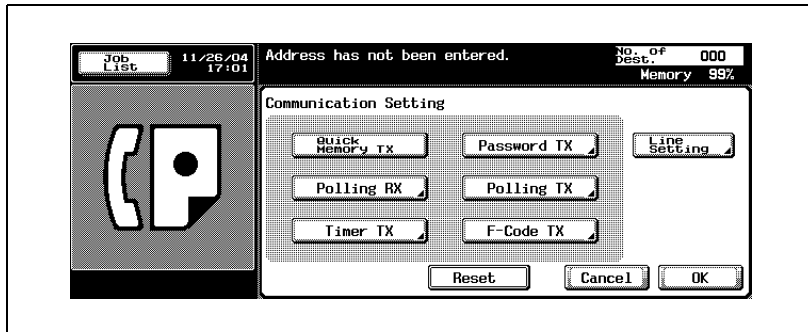 Job
List
11/26/04
17:01
Address has not been entered.
No. of
Dest.
000
Memory 99%
Communication Setting
Quick
Memory TX
Password TX
Line
Setting
Polling RX
Polling TX
Timer TX
F-Code TX
Reset
Cancel
OK